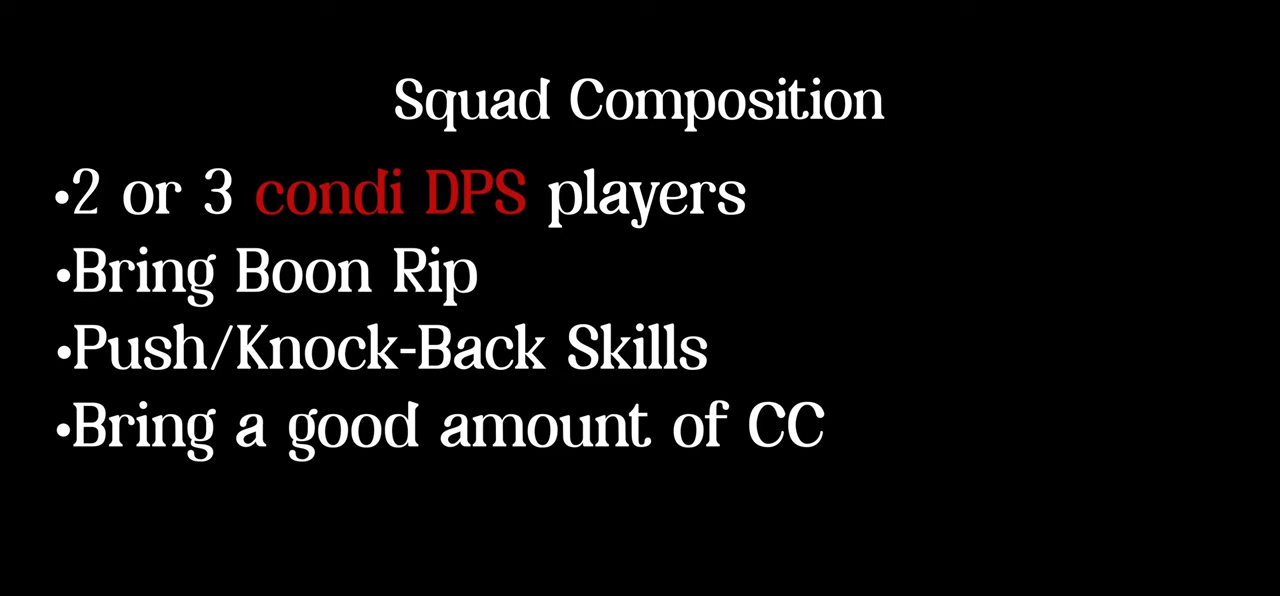 Squad Composition
•2 or 3 condi DPS players
•Bring Boon Rip
•Push/Knock-Back Skills
•Bring a good amount of CC